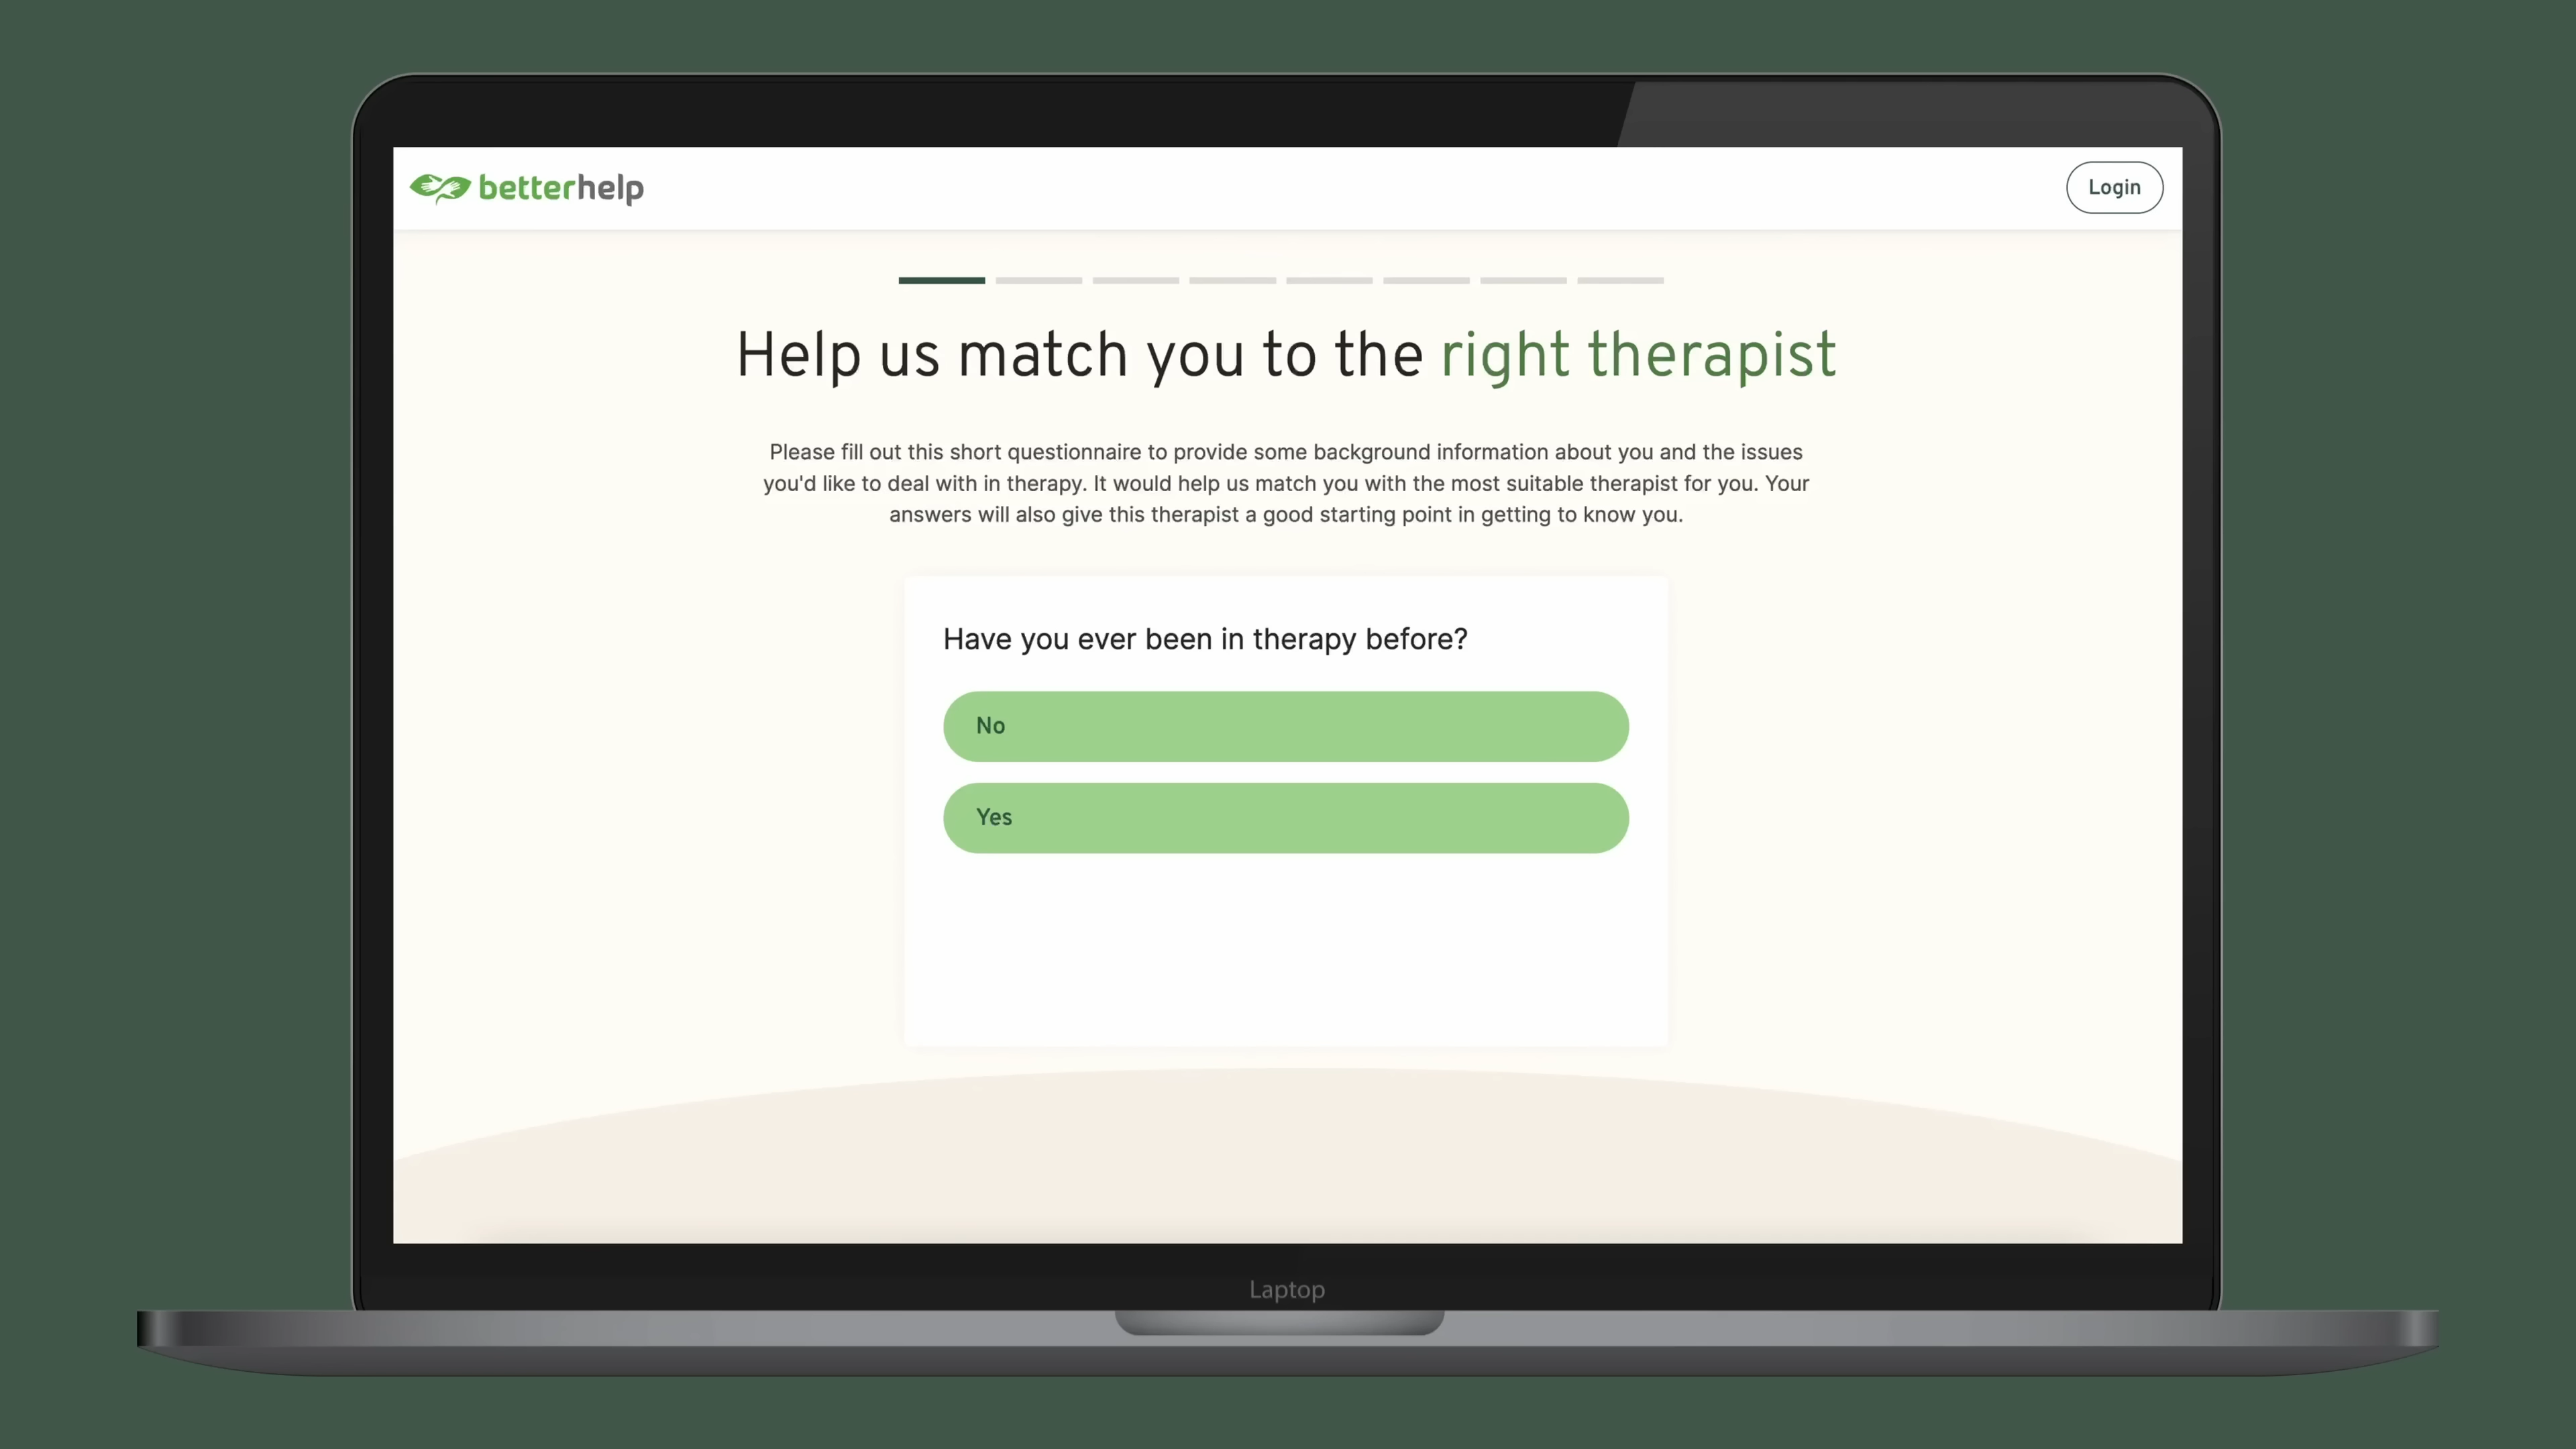 betterhelp
Login
Help us match you to the right therapist
Please fill out this short questionnaire to provide some background information about you and the issues
you'd like to deal with in therapy. It would help us match you with the most suitable therapist for you. Your
answers will also give this therapist a good starting point in getting to know you.
Have you ever been in therapy before?
No
Yes
Laptop